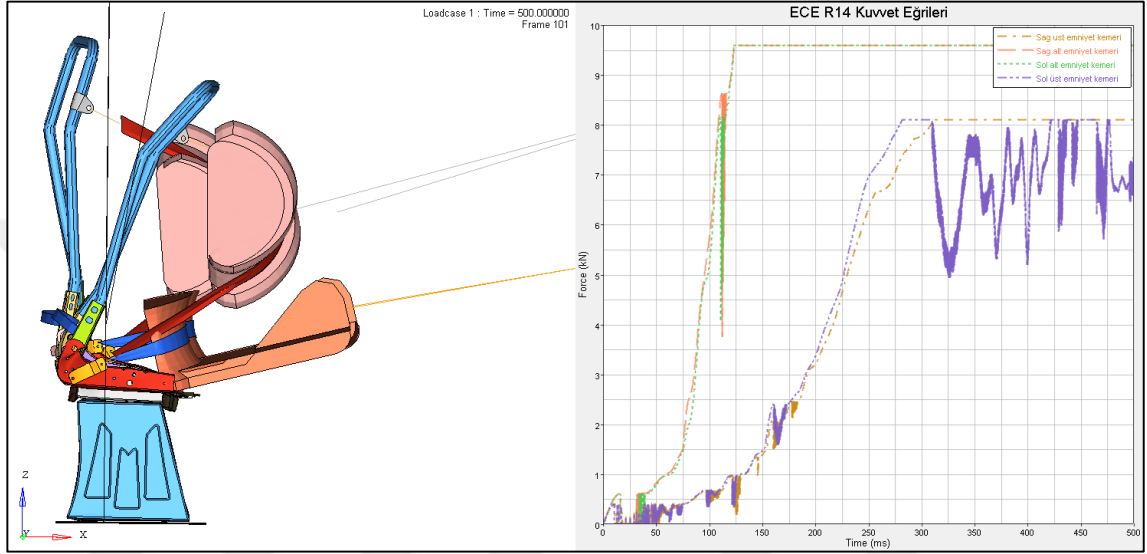 Loadcase 1 : Time = 500.000000
Frame 101
Z
Y
X
ECE R14 Kuvvet Eğrileri
Sag ust emniyet kemeri
Sag alt emniyet kemeri
Sol alt emniyet kemeri
Sol üst emniyet kemeri
Force (kN)
10
9
8
7
6
5
4
3
2
1
0
0 50 100 150 200 250 300 350 400 450 500
Time (ms)